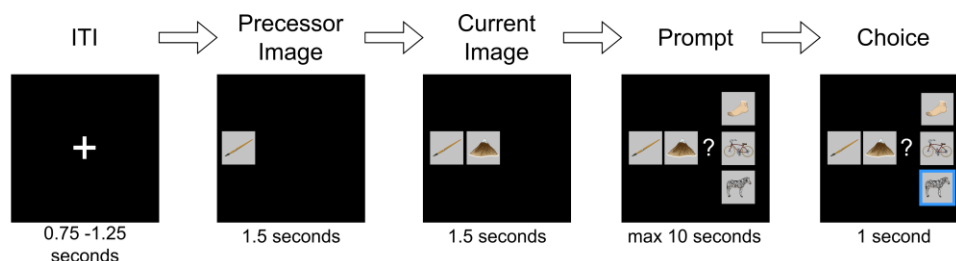 ITI
Precessor
Image
Current
Image
Prompt
Choice
+
?
?
0.75 -1.25
seconds
1.5 seconds
1.5 seconds
max 10 seconds
1 second